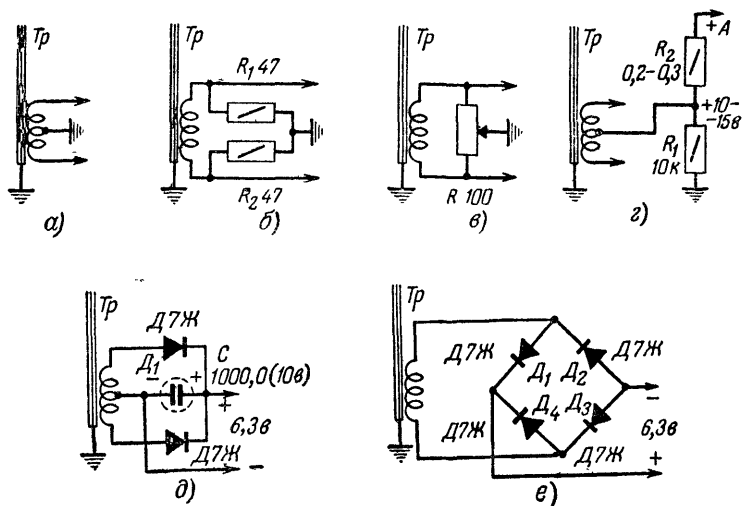 Тр
Тр
R₁ 47
R₂ 47
Тр
R 100
Тр
+А
R₂
0,2–0,3
+10–
–15в
R₁
10к
а)
б)
в)
г)
Тр
Д7Ж
Д₁
–
+
С
1000,0(10в)
+
6,3в
Д7Ж
–
д)
Тр
Д7Ж
Д7Ж
Д₁
Д₂
Д₄
Д₃
–
6,3в
+
Д7Ж
Д7Ж
е)